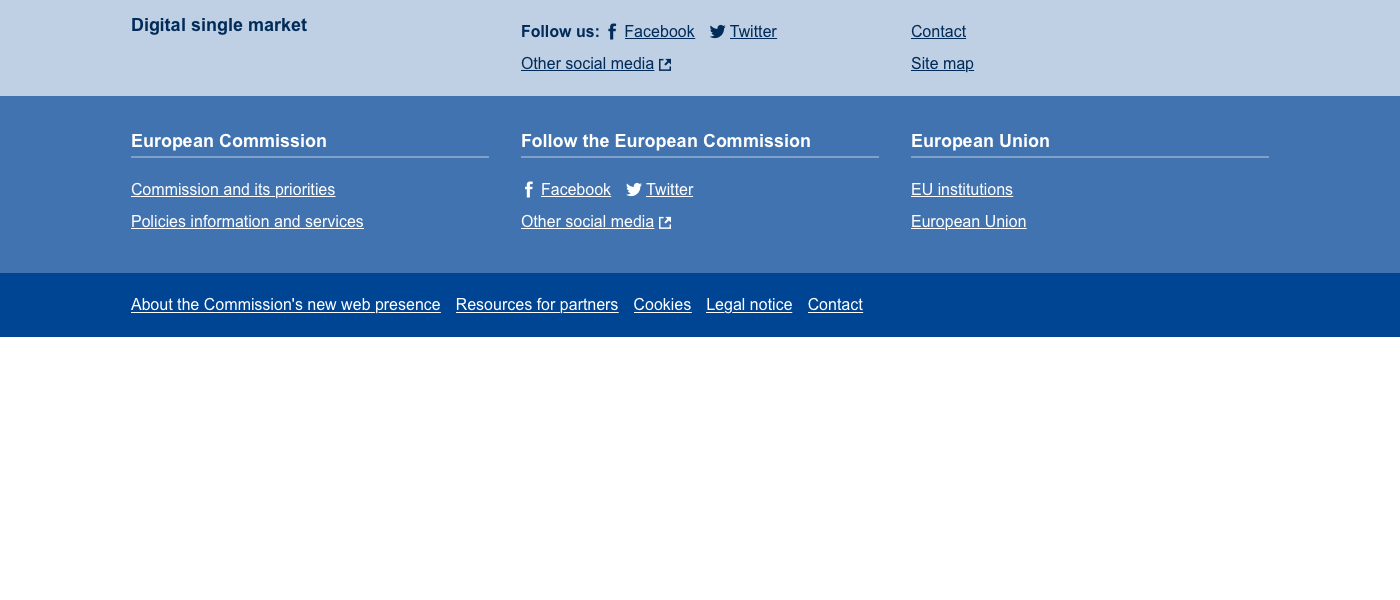 Digital single market
Follow us: Facebook Twitter
Other social media
Contact
Site map
European Commission
Commission and its priorities
Policies information and services
Follow the European Commission
Facebook Twitter
Other social media
European Union
EU institutions
European Union
About the Commission's new web presence Resources for partners Cookies Legal notice Contact